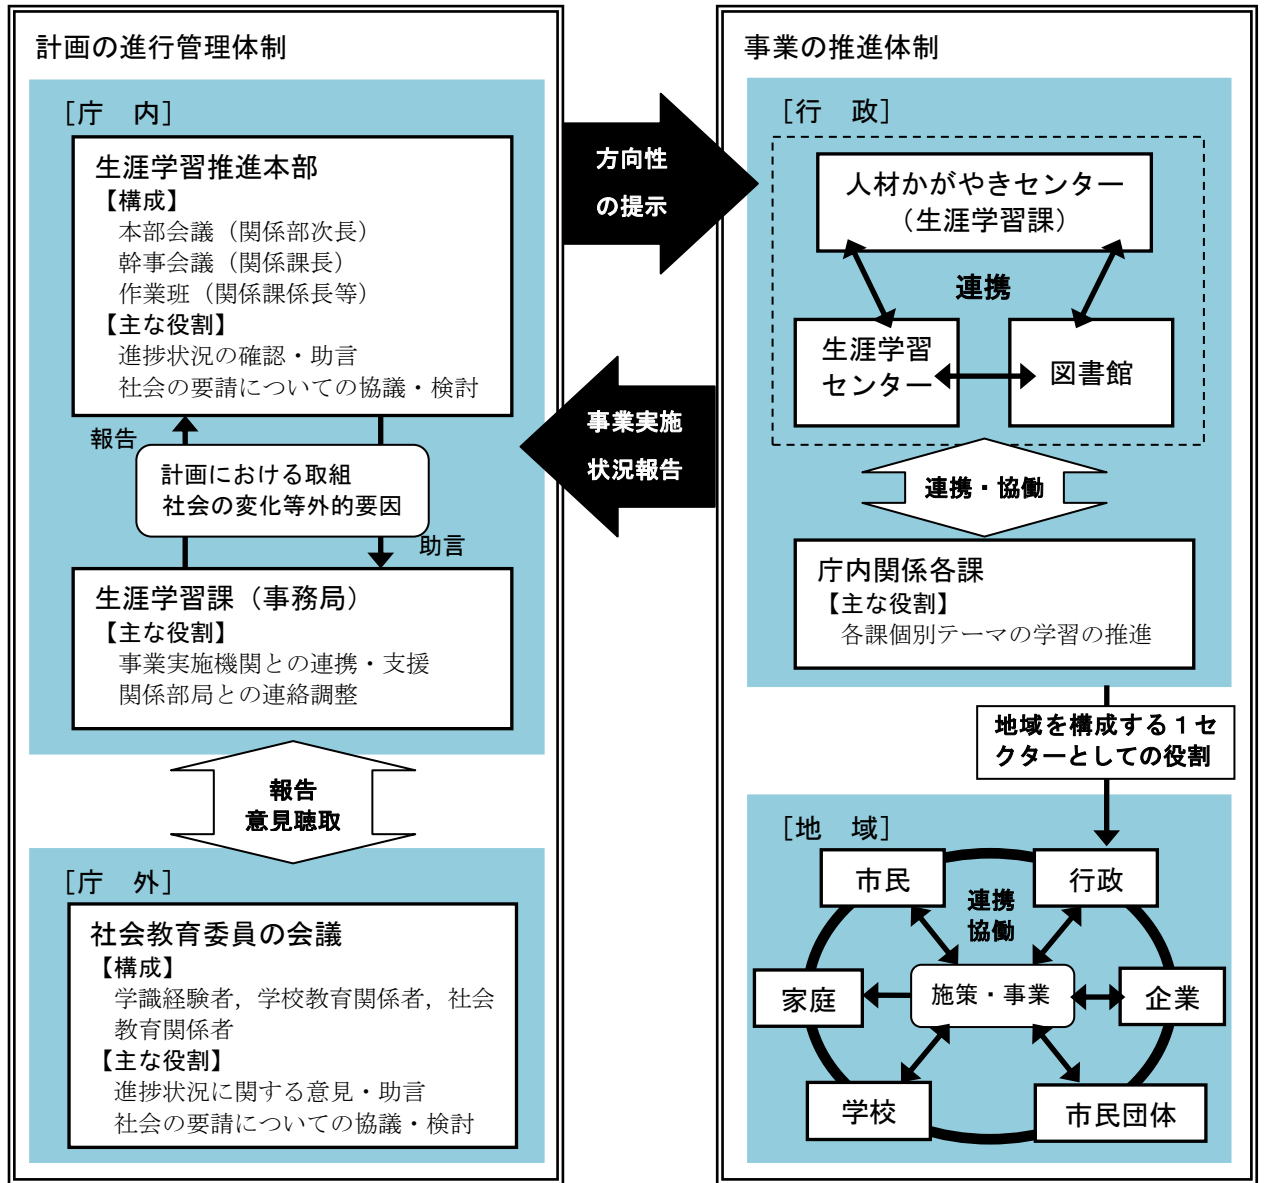 計画の進行管理体制
［庁　内］
生涯学習推進本部
【構成】
本部会議（関係部次長）
幹事会議（関係課長）
作業班（関係課係長等）
【主な役割】
進捗状況の確認・助言
社会の要請についての協議・検討
報告
計画における取組
社会の変化等外的要因
助言
生涯学習課（事務局）
【主な役割】
事業実施機関との連携・支援
関係部局との連絡調整
報告
意見聴取
［庁　外］
社会教育委員の会議
【構成】
学識経験者，学校教育関係者，社会
教育関係者
【主な役割】
進捗状況に関する意見・助言
社会の要請についての協議・検討
方向性
の提示
事業実施
状況報告
事業の推進体制
［行　政］
人材かがやきセンター
（生涯学習課）
連携
生涯学習
センター
図書館
連携・協働
庁内関係各課
【主な役割】
各課個別テーマの学習の推進
地域を構成する１セ
クターとしての役割
［地　域］
市民
行政
連携
協働
家庭
施策・事業
企業
学校
市民団体